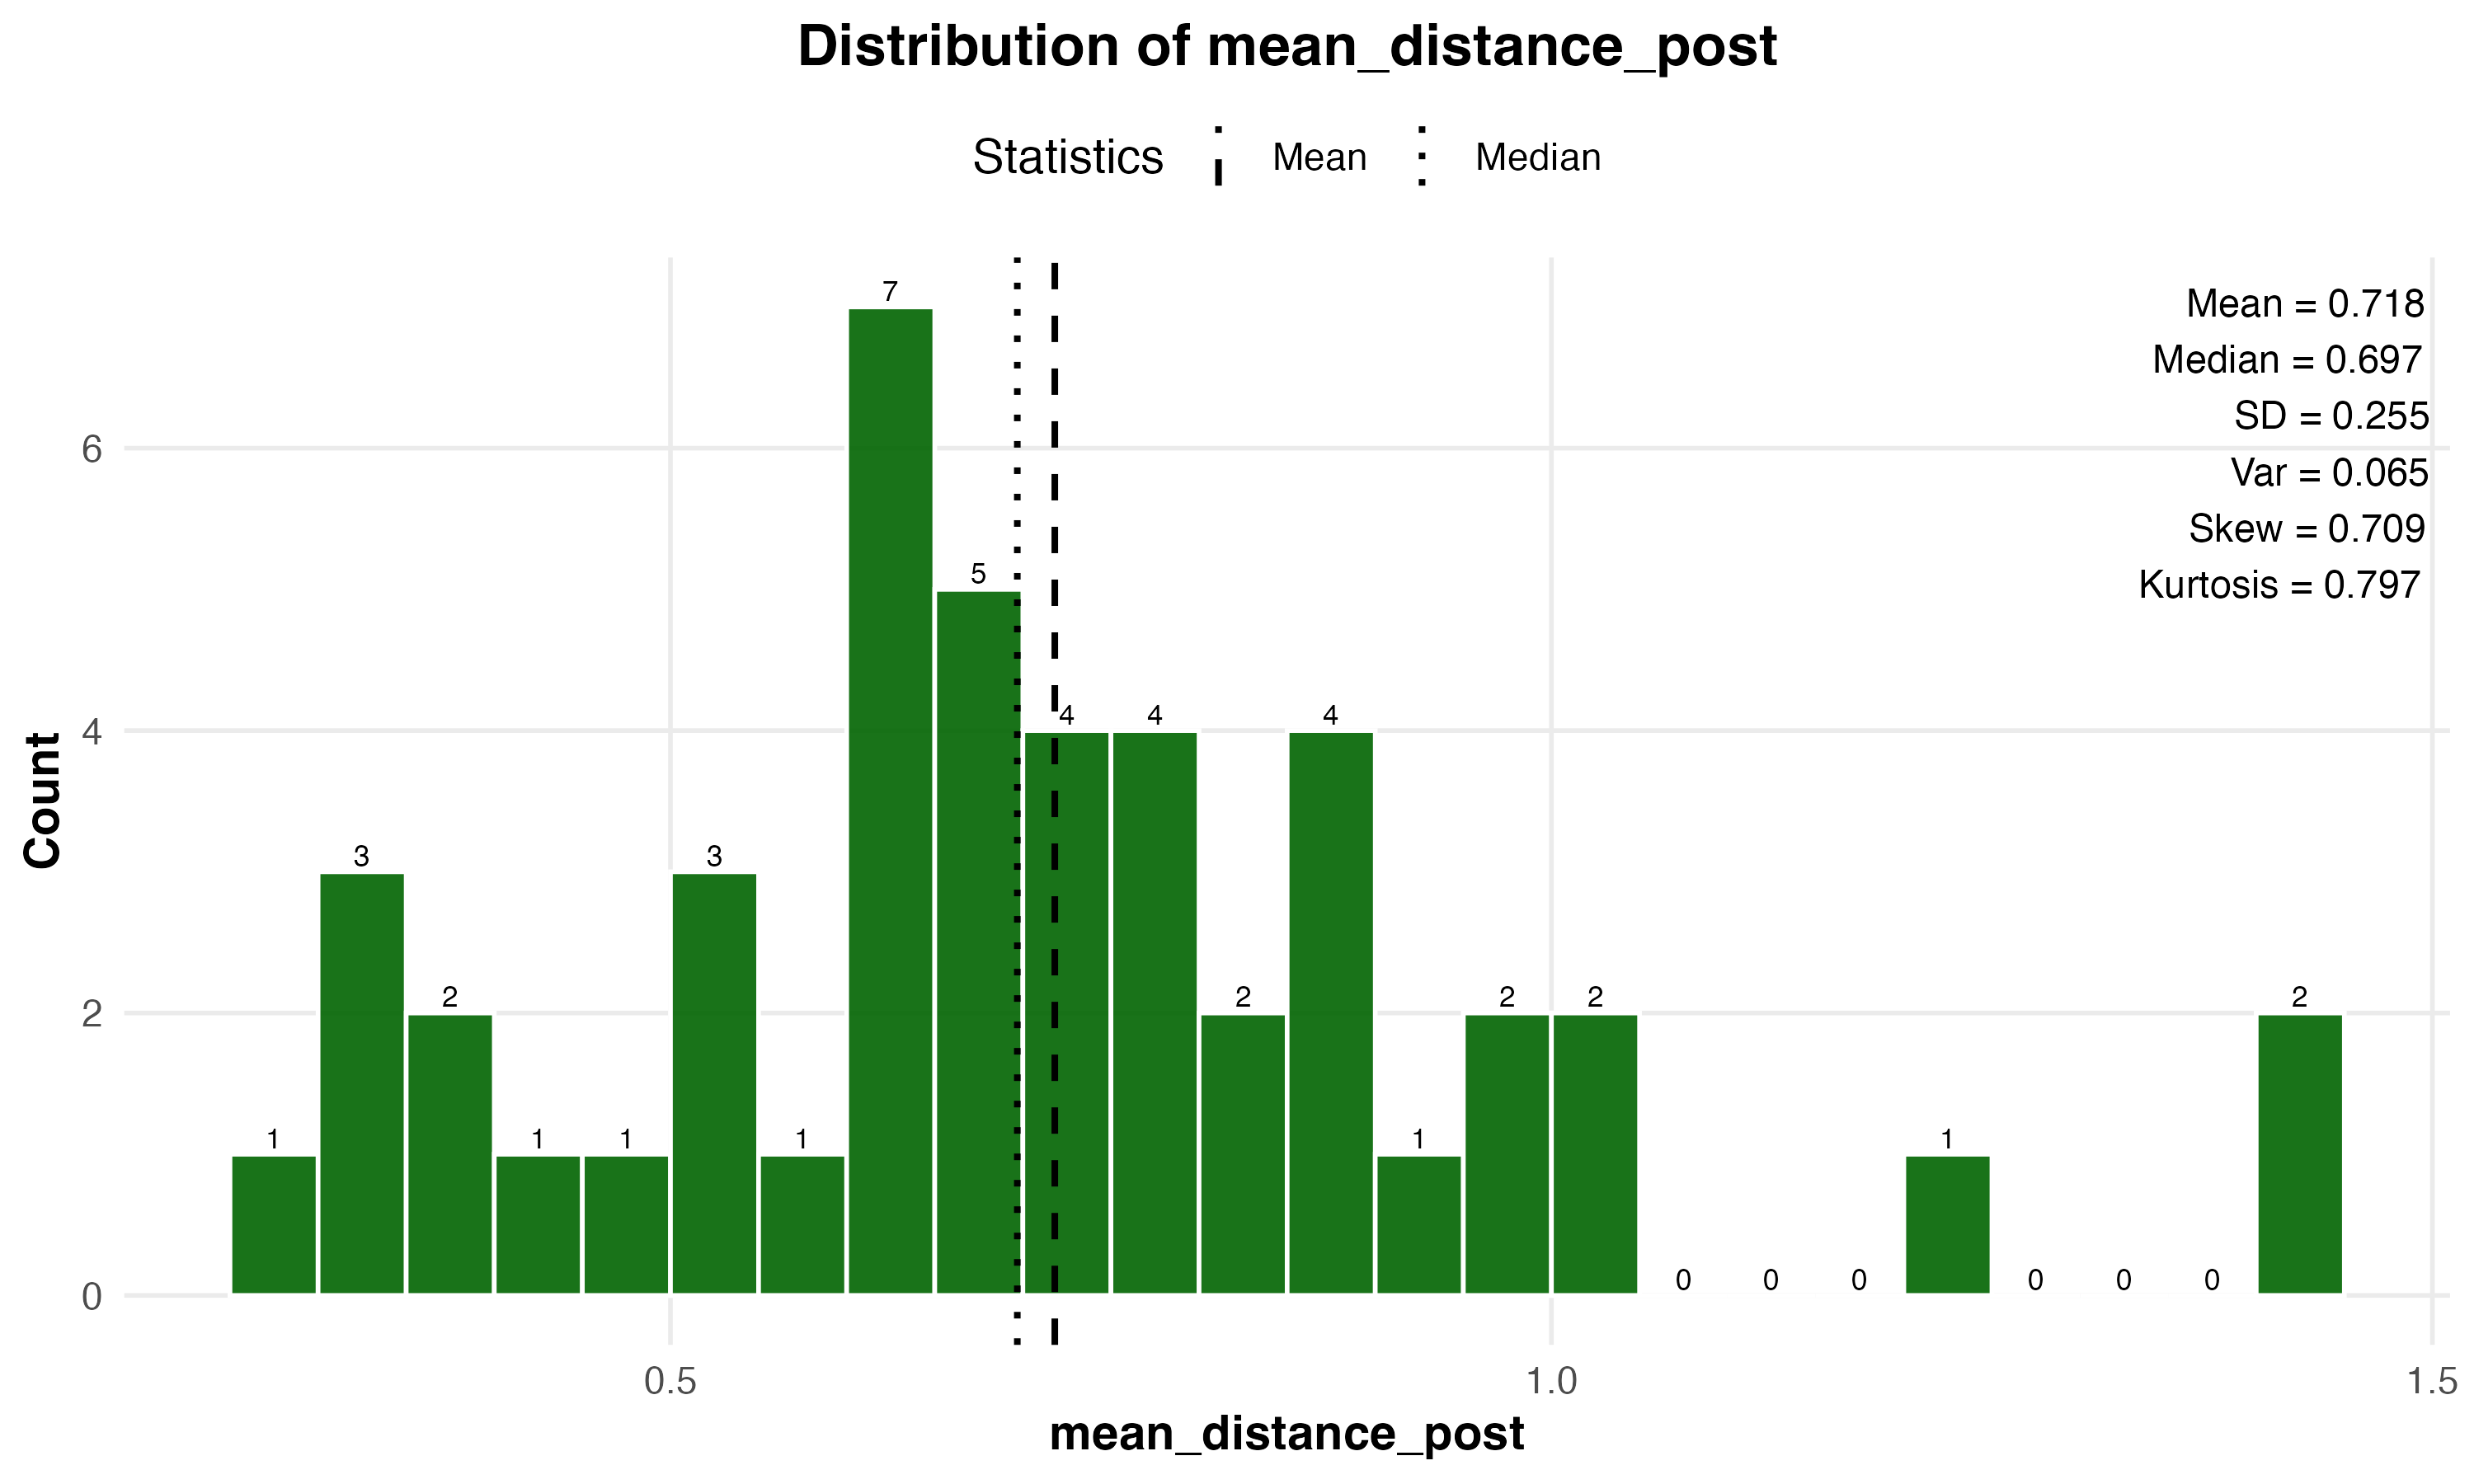 Distribution of mean_distance_post
Statistics Mean Median
Mean = 0.718
Median = 0.697
SD = 0.255
Var = 0.065
Skew = 0.709
Kurtosis = 0.797
Count
6
4
2
0
1 3 2 1 1 3 1 7 5 4 4 2 4 1 2 2 0 0 0 1 0 0 0 2
0.5 1.0 1.5
mean_distance_post